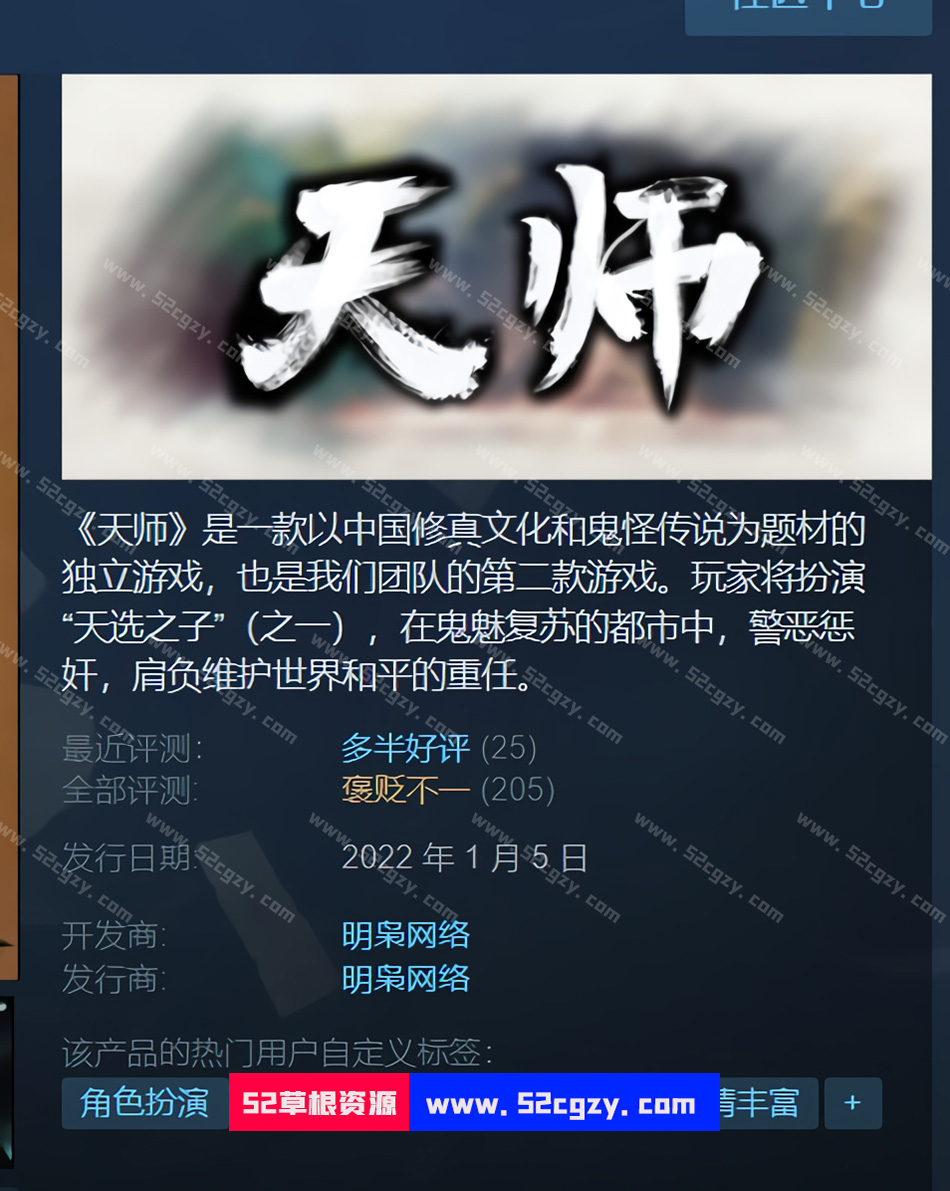 天师
《天师》是一款以中国修真文化和鬼怪传说为题材的
独立游戏，也是我们团队的第二款游戏。玩家将扮演
“天选之子”（之一），在鬼魅复苏的都市中，警恶惩
奸，肩负维护世界和平的重任。
最近评测： 多半好评 (25)
全部评测: 褒贬不一 (205)
发行日期: 2022 年 1 月 5 日
开发商: 明枭网络
发行商: 明枭网络
该产品的热门用户自定义标签：
角色扮演 52草根资源 www.52cgzy.com 情丰富 +